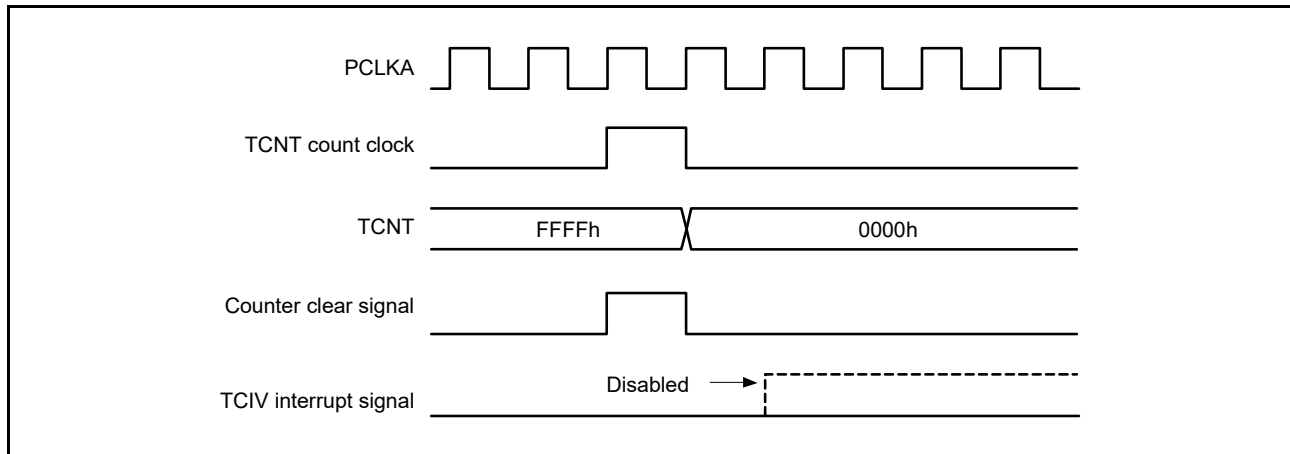 PCLKA
TCNT count clock
TCNT
FFFFh
0000h
Counter clear signal
Disabled
TCIV interrupt signal